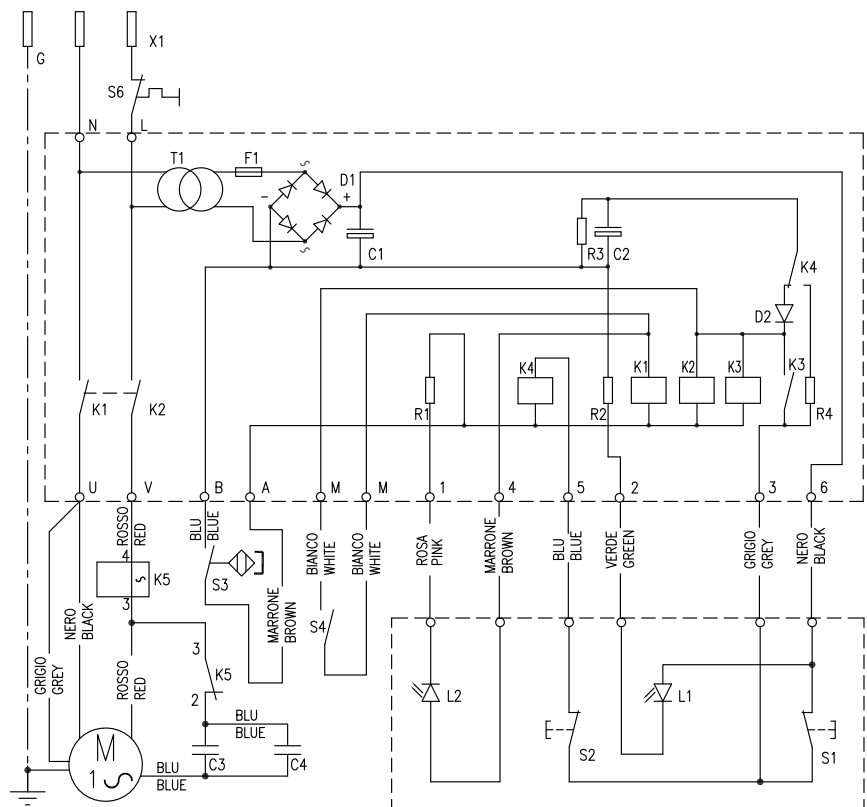 G
X1
S6
N
L
T1
F1
D1
~
~
-
+
C1
R3
C2
K4
D2
K3
R4
K4
K1
K2
K3
R1
R2
K1
K2
U
V
B
A
M
M
1
4
5
2
3
6
ROSSO
RED
BLU
BLUE
BIANCO
WHITE
BIANCO
WHITE
ROSA
PINK
MARRONE
BROWN
BLU
BLUE
VERDE
GREEN
GRIGIO
GREY
NERO
BLACK
4
K5
~
3
S3
MARRONE
BROWN
S4
NERO
BLACK
GRIGIO
GREY
ROSSO
RED
3
K5
2
BLU
BLUE
C3
C4
M
1~
BLU
BLUE
L2
S2
L1
S1